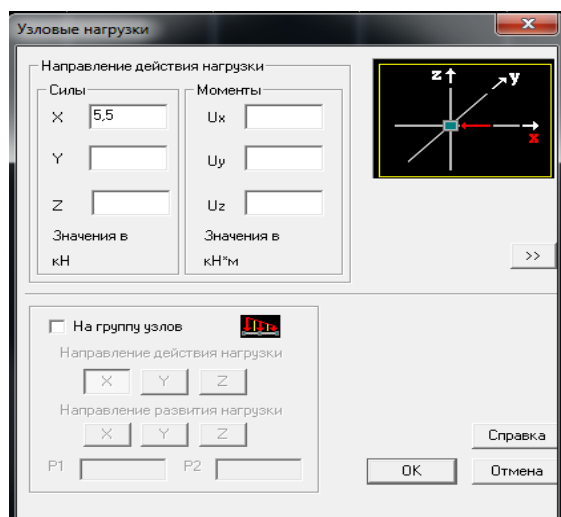 Узловые нагрузки
Направление действия нагрузки
Силы
Моменты
X 5,5
Ux
Y
Uy
Z
Uz
Значения в
кН
Значения в
кН*м
z
y
x
>>
На группу узлов
Направление действия нагрузки
X Y Z
Направление развития нагрузки
X Y Z
P1 P2
Справка
OK Отмена